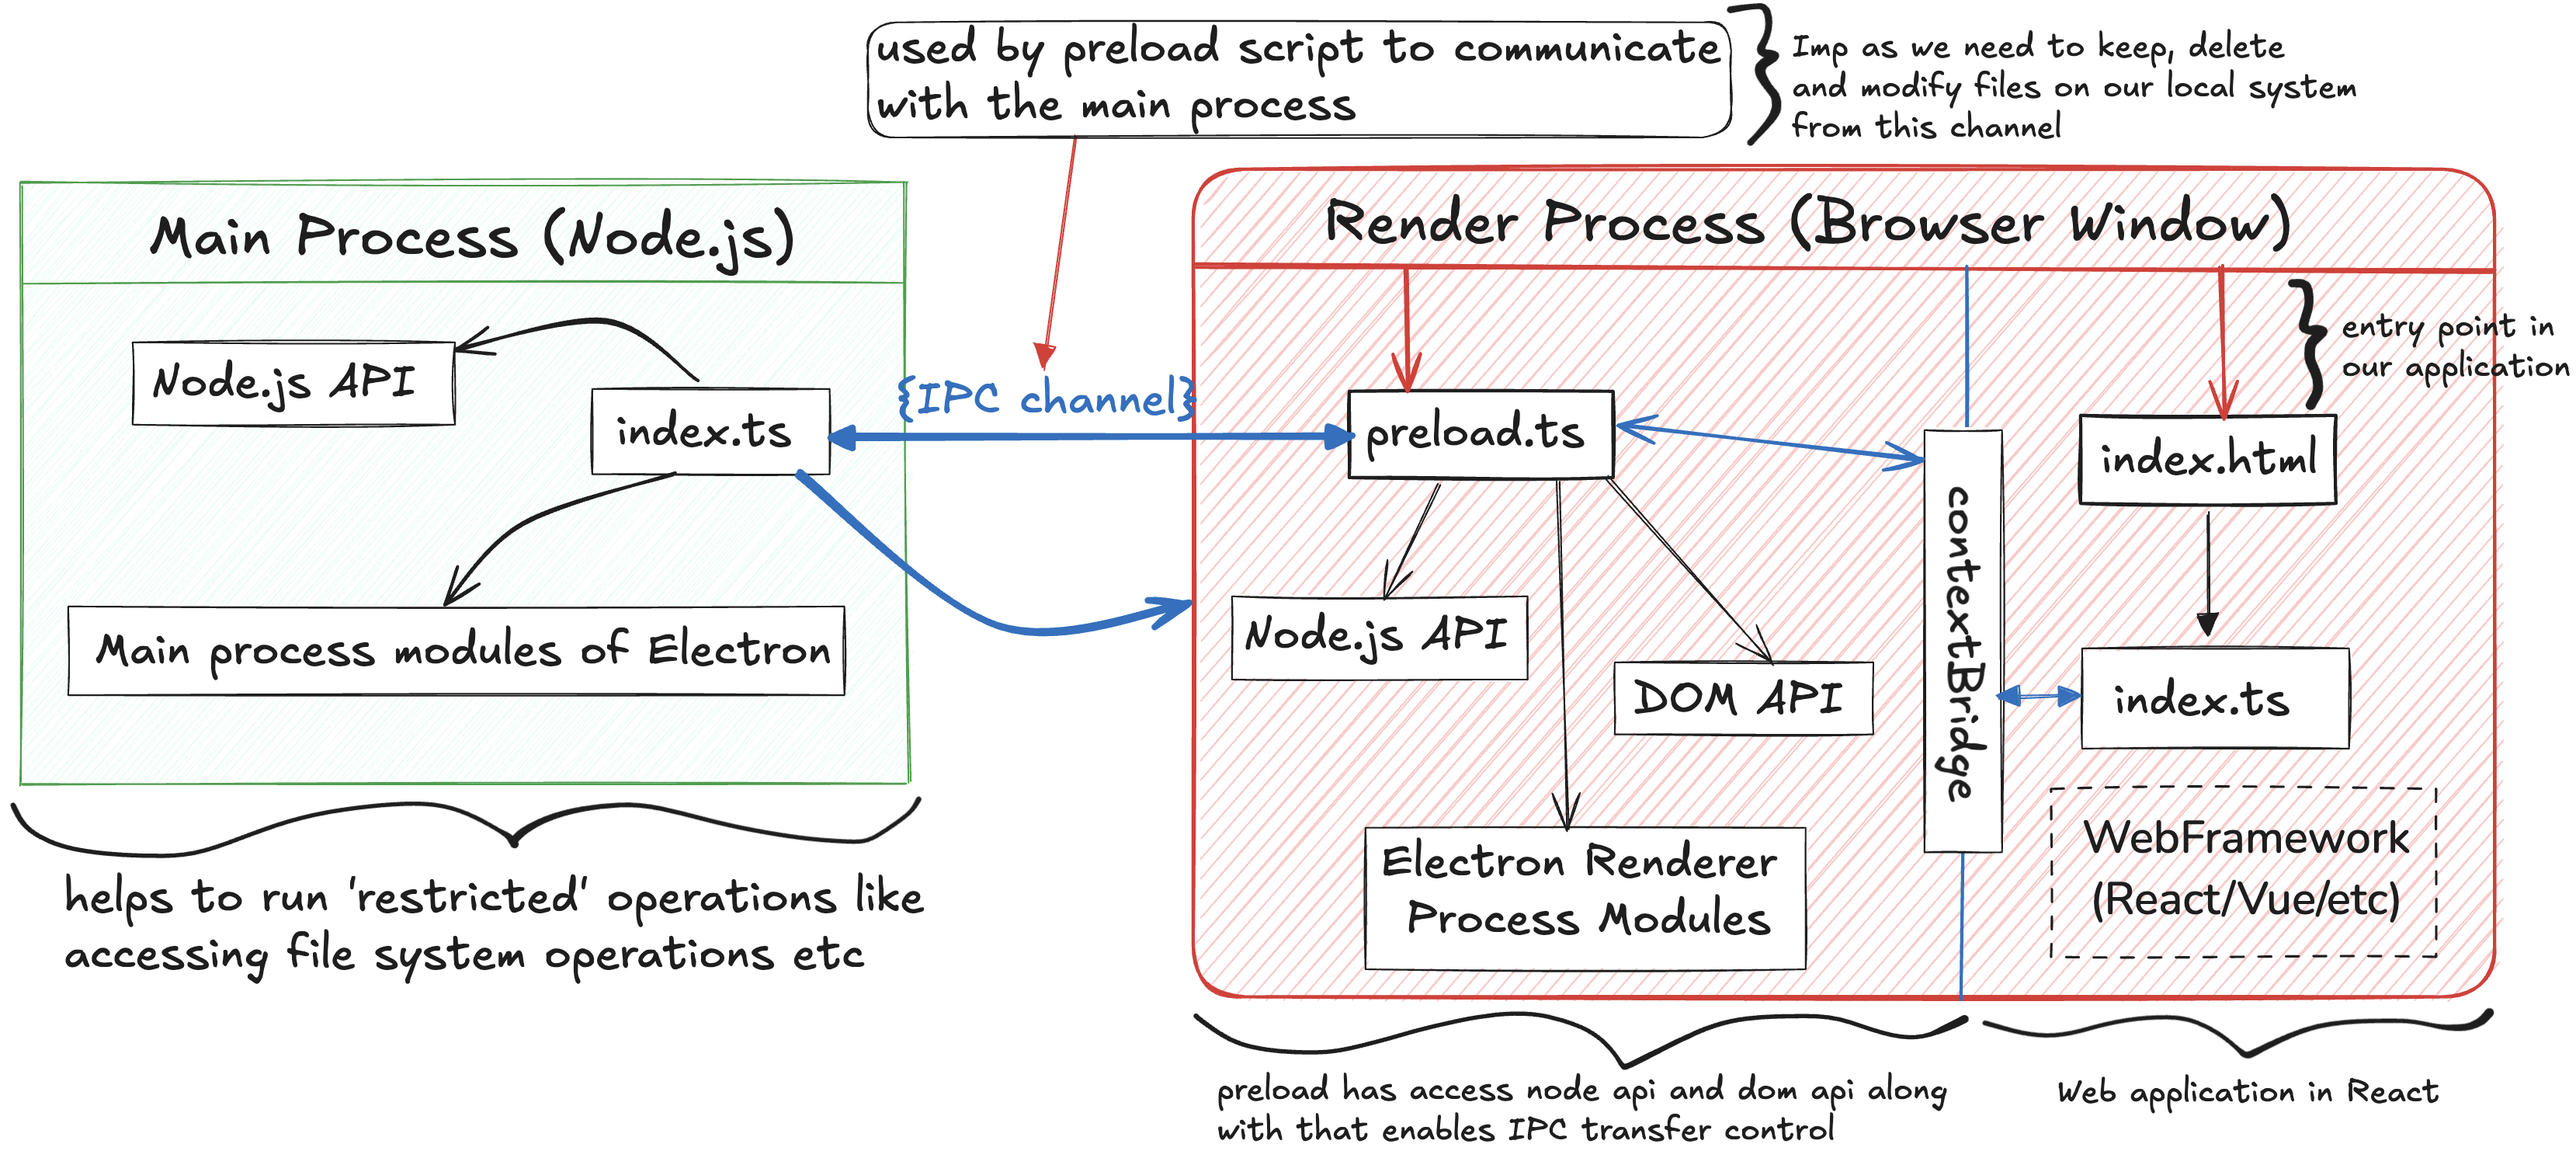 used by preload script to communicate
with the main process
Imp as we need to keep, delete
and modify files on our local system
from this channel
Main Process (Node.js)
Node.js API
index.ts
Main process modules of Electron
helps to run 'restricted' operations like
accessing file system operations etc
{IPC channel}
Render Process (Browser Window)
preload.ts
Node.js API
DOM API
Electron Renderer
Process Modules
contextBridge
entry point in
our application
index.html
index.ts
WebFramework
(React/Vue/etc)
preload has access node api and dom api along
with that enables IPC transfer control
Web application in React